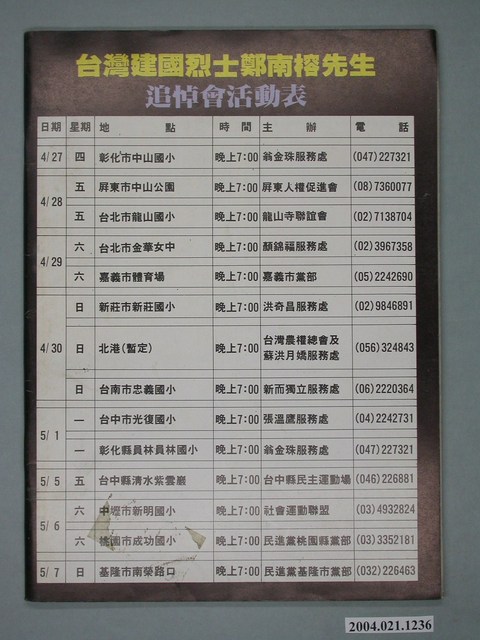 台灣建國烈士鄭南榕先生
追悼會活動表
日期 星期 地點 時間 主辦 電話
4/27 四 彰化市中山國小 晚上7:00 翁金珠服務處 (047)227321
4/28 五 屏東市中山公園 晚上7:00 屏東人權促進會 (08)7360077
五 台北市龍山國小 晚上7:00 龍山寺聯誼會 (02)7138704
4/29 六 台北市金華女中 晚上7:00 顏錦福服務處 (02)3967358
六 嘉義市體育場 晚上7:00 嘉義市黨部 (05)2242690
4/30 日 新莊市新莊國小 晚上7:00 洪奇昌服務處 (02)9846891
日 北港(暫定) 晚上7:00 台灣農權總會及
蘇洪月嬌服務處 (056)324843
日 台南市忠義國小 晚上7:00 新而獨立服務處 (06)2220364
5/1 一 台中市光復國小 晚上7:00 張溫鷹服務處 (04)2242731
一 彰化縣員林員林國小 晚上7:00 翁金珠服務處 (047)227321
5/5 五 台中縣清水紫雲巖 晚上7:00 台中縣民主運動場 (046)226881
5/6 六 中壢市新明國小 晚上7:00 社會運動聯盟 (03)4932824
六 桃園市成功國小 晚上7:00 民進黨桃園縣黨部 (03)3352181
5/7 日 基隆市南榮路口 晚上7:00 民進黨基隆市黨部 (032)226463
2004.021.1236